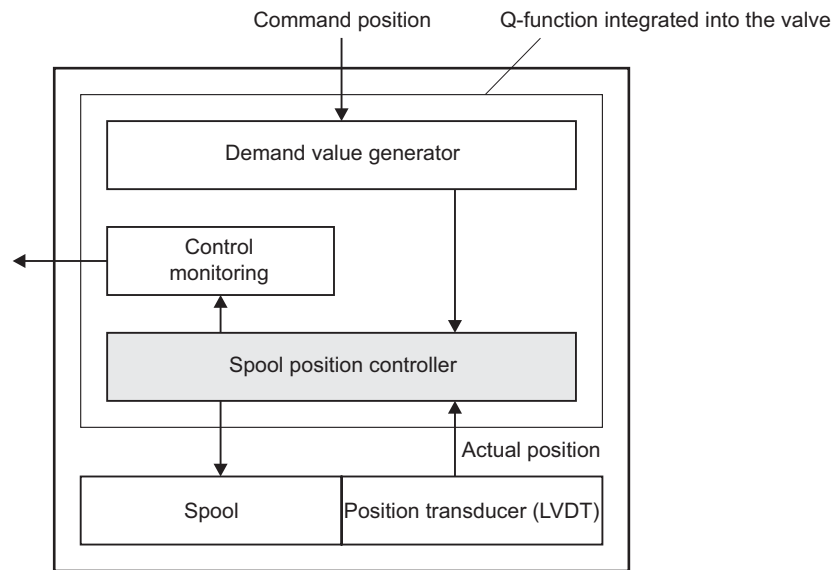 Command position
Q-function integrated into the valve
Demand value generator
Control
monitoring
Spool position controller
Actual position
Spool
Position transducer (LVDT)